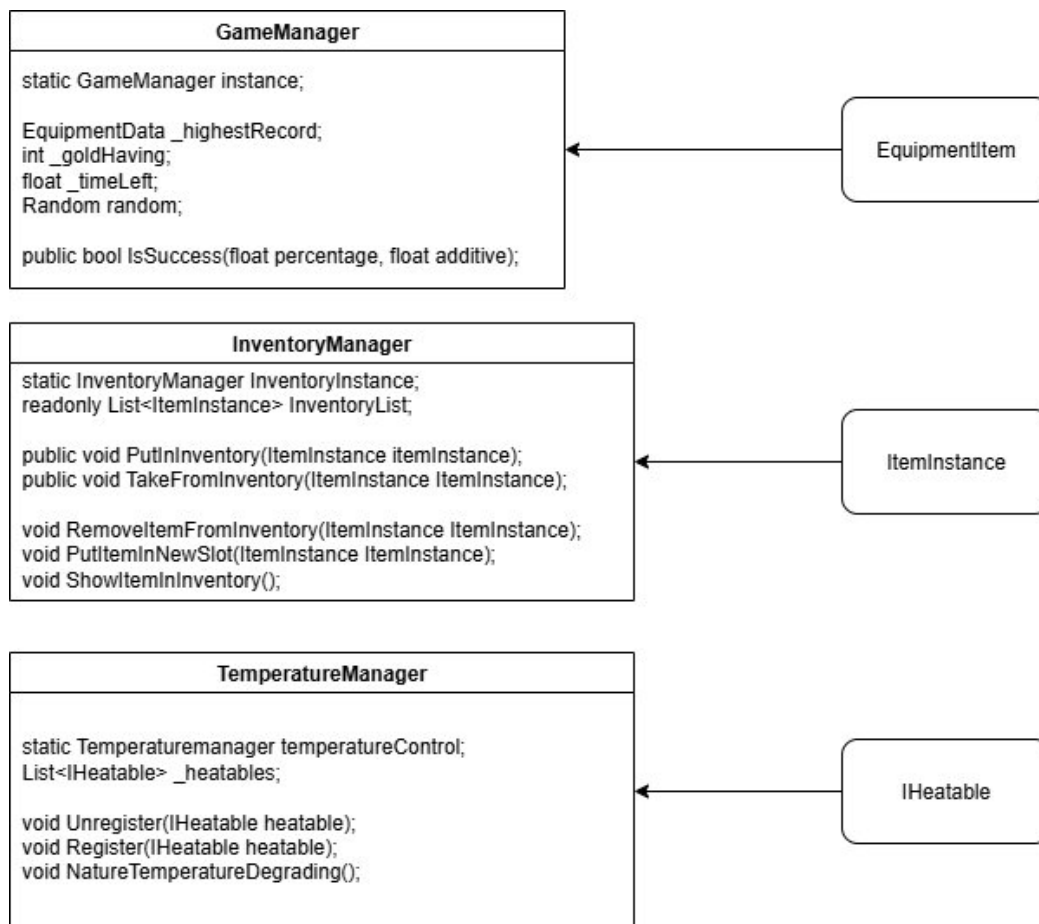 GameManager
static GameManager instance;
EquipmentData _highestRecord;
int _goldHaving;
float _timeLeft;
Random random;
public bool IsSuccess(float percentage, float additive);
EquipmentItem
InventoryManager
static InventoryManager InventoryInstance;
readonly List<ItemInstance> InventoryList;
public void PutInInventory(ItemInstance itemInstance);
public void TakeFromInventory(ItemInstance ItemInstance);
void RemoveItemFromInventory(ItemInstance ItemInstance);
void PutItemInNewSlot(ItemInstance ItemInstance);
void ShowItemInInventory();
ItemInstance
TemperatureManager
static Temperaturemanager temperatureControl;
List<IHeatable> _heatables;
void Unregister(IHeatable heatable);
void Register(IHeatable heatable);
void NatureTemperatureDegrading();
IHeatable